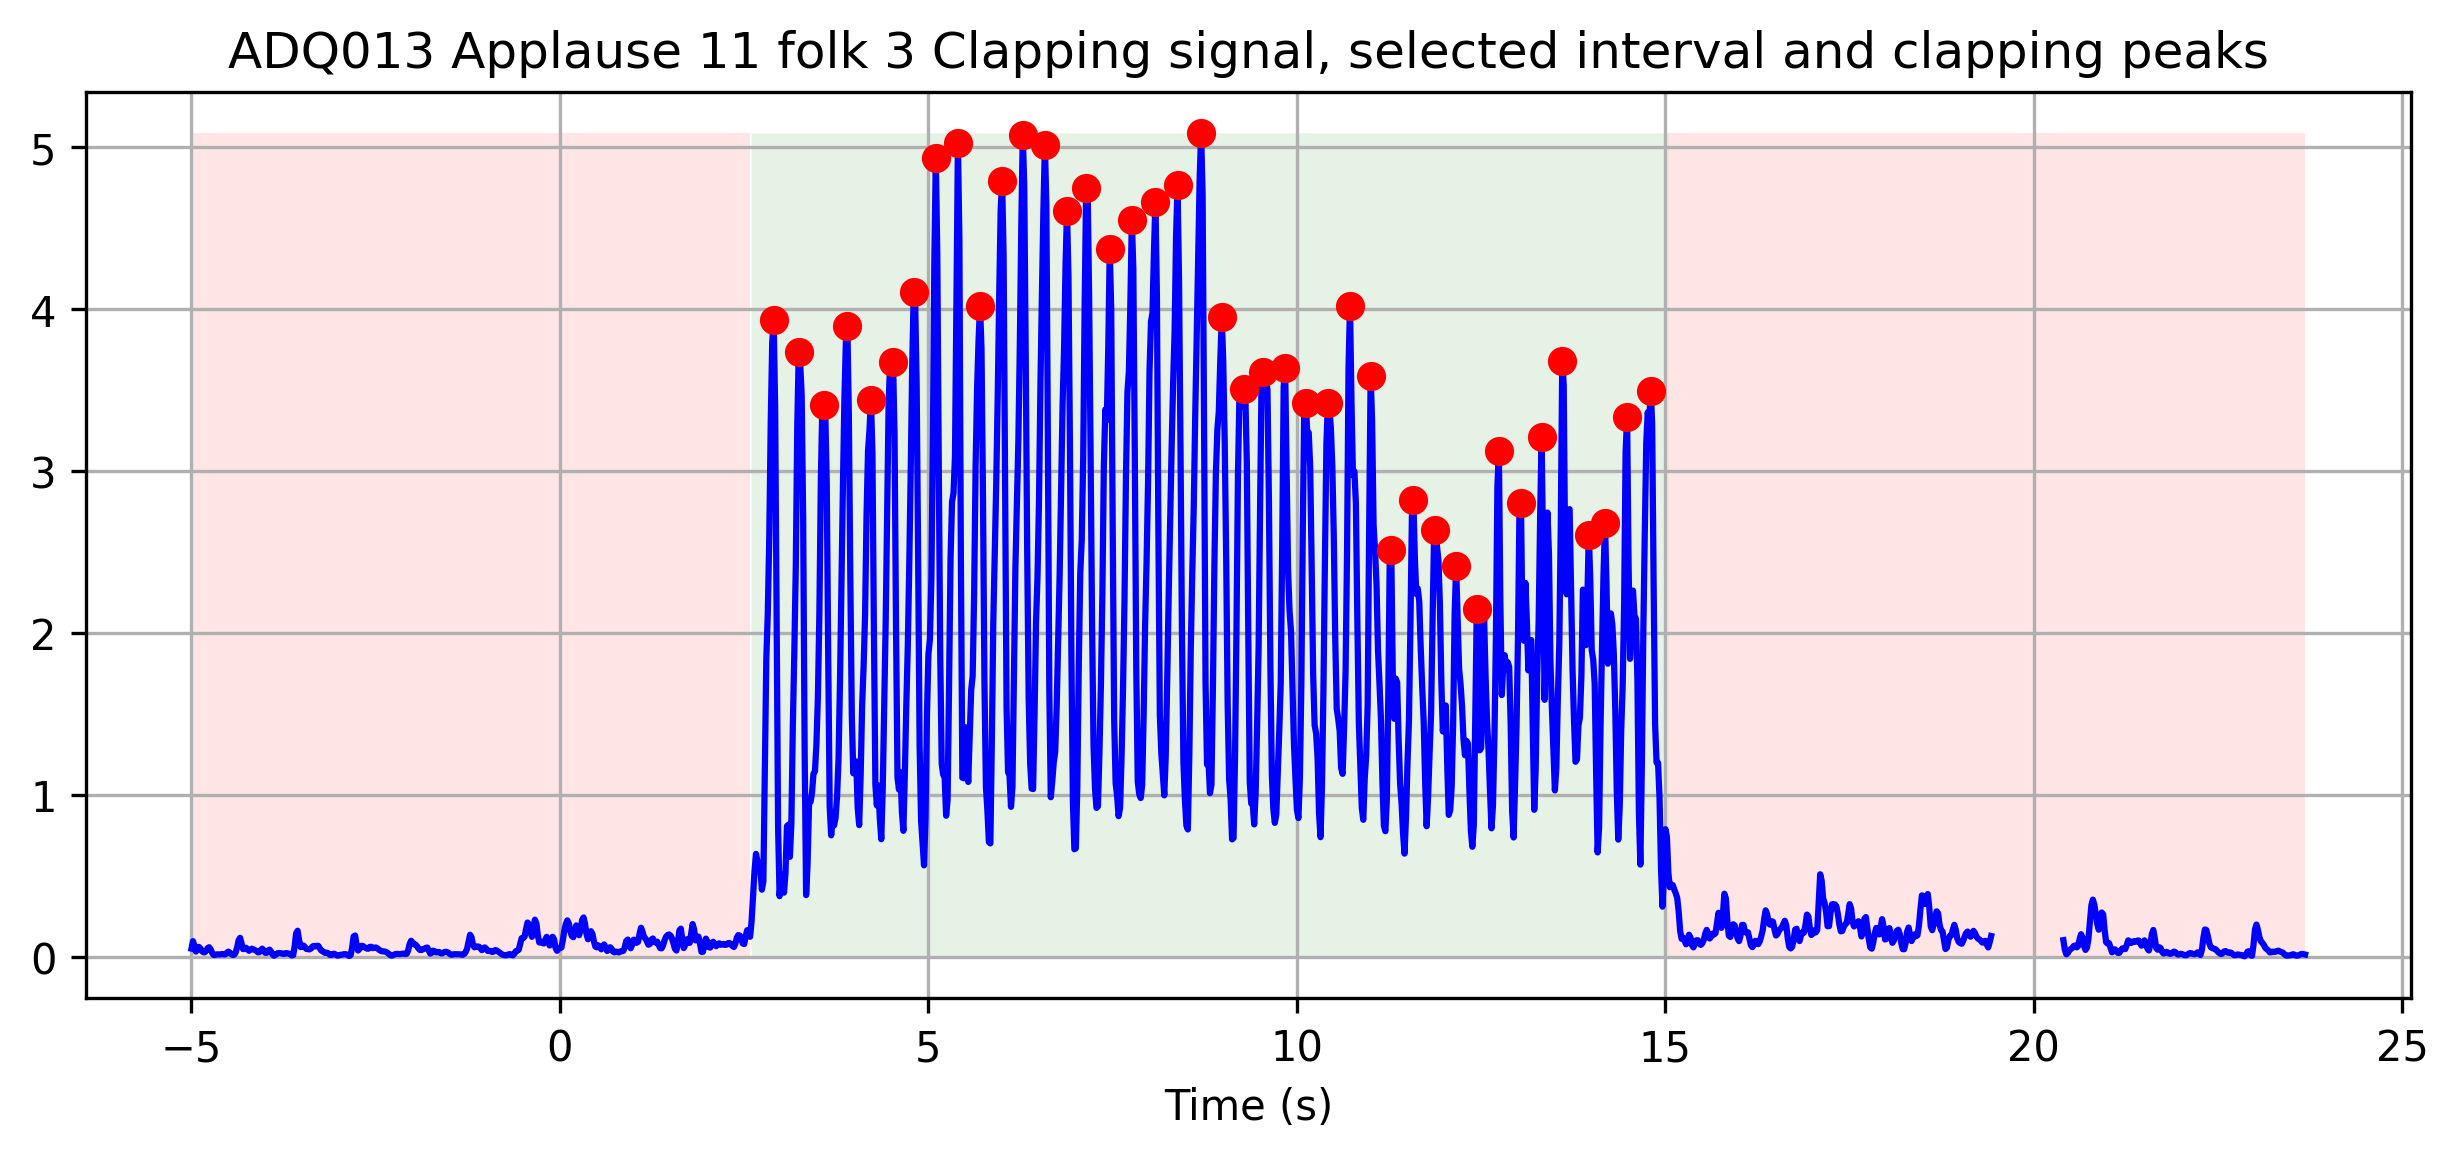 ADQ013 Applause 11 folk 3 Clapping signal, selected interval and clapping peaks
5
4
3
2
1
0
−5 0 5 10 15 20 25
Time (s)